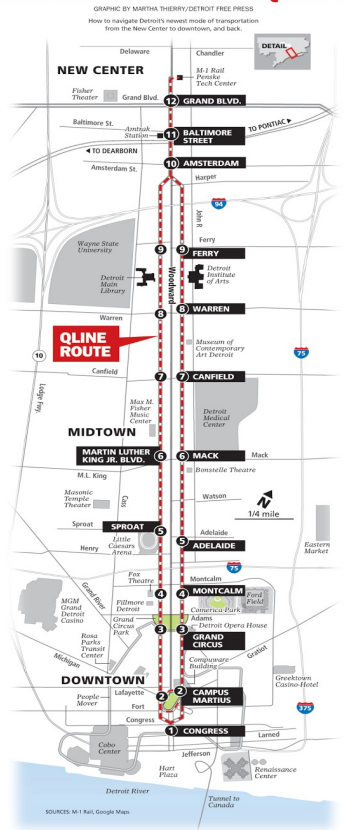 GRAPHIC BY MARTHA THIERRY/DETROIT FREE PRESS
How to navigate Detroit's newest mode of transportation
from the New Center to downtown, and back.
Delaware
Chandler
DETAIL
NEW CENTER
M-1 Rail
Penske
Tech Center
Fisher
Theater
Grand Blvd.
12 GRAND BLVD.
Baltimore St.
Amtrak
Station
11 BALTIMORE
STREET
TO PONTIAC
TO DEARBORN
10 AMSTERDAM
Amsterdam St.
Harper
94
John R
Wayne State
University
Ferry
9
9 FERRY
Woodward
Detroit
Main
Library
Detroit
Institute
of Arts
8
8 WARREN
Warren
QLINE
ROUTE
Museum of
Contemporary
Art Detroit
10
75
Canfield
7
7 CANFIELD
Lodge Fwy.
Max M.
Fisher
Music
Center
Detroit
Medical
Center
MIDTOWN
MARTIN LUTHER
KING JR. BLVD.
6
6 MACK
Mack
M.L. King
Bonstelle Theatre
Masonic
Temple
Theater
Cass
Watson
N
1/4 mile
Sproat
SPROAT
5
Adelaide
Little
Caesars
Arena
5
ADELAIDE
Henry
Eastern
Market
75
Fox
Theatre
Montcalm
Grand River
4
4 MONTCALM
Ford
Field
MGM
Grand
Detroit
Casino
Fillmore
Detroit
Comerica Park
Grand
Circus
Park
Adams
Detroit Opera House
3
3
GRAND
CIRCUS
Rosa
Parks
Transit
Center
Michigan
Compuware
Building
Gratiot
DOWNTOWN
Greektown
Casino-Hotel
People
Mover
Lafayette
2
2
CAMPUS
MARTIUS
Fort
375
Congress
1 CONGRESS
Larned
Cobo
Center
Jefferson
Hart
Plaza
Renaissance
Center
Detroit River
Tunnel to
Canada
SOURCES: M-1 Rail, Google Maps